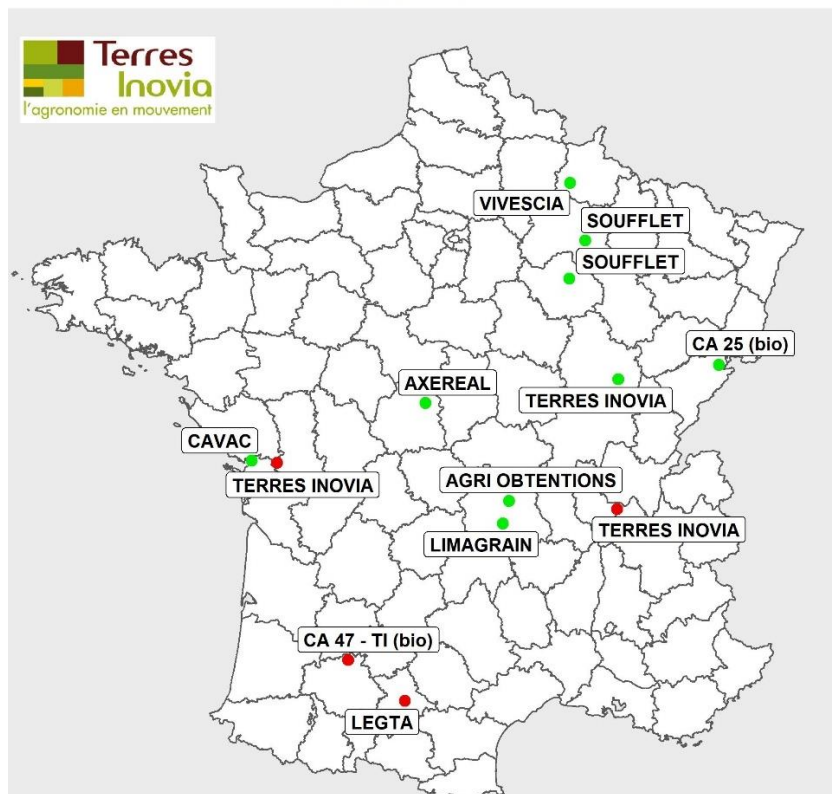 Terres
Inovia
l'agronomie en mouvement
VIVESCIA
SOUFFLET
SOUFFLET
CA 25 (bio)
AXEREAL
TERRES INOVIA
CAVAC
TERRES INOVIA
AGRI OBTENTIONS
TERRES INOVIA
LIMAGRAIN
CA 47 - TI (bio)
LEGTA